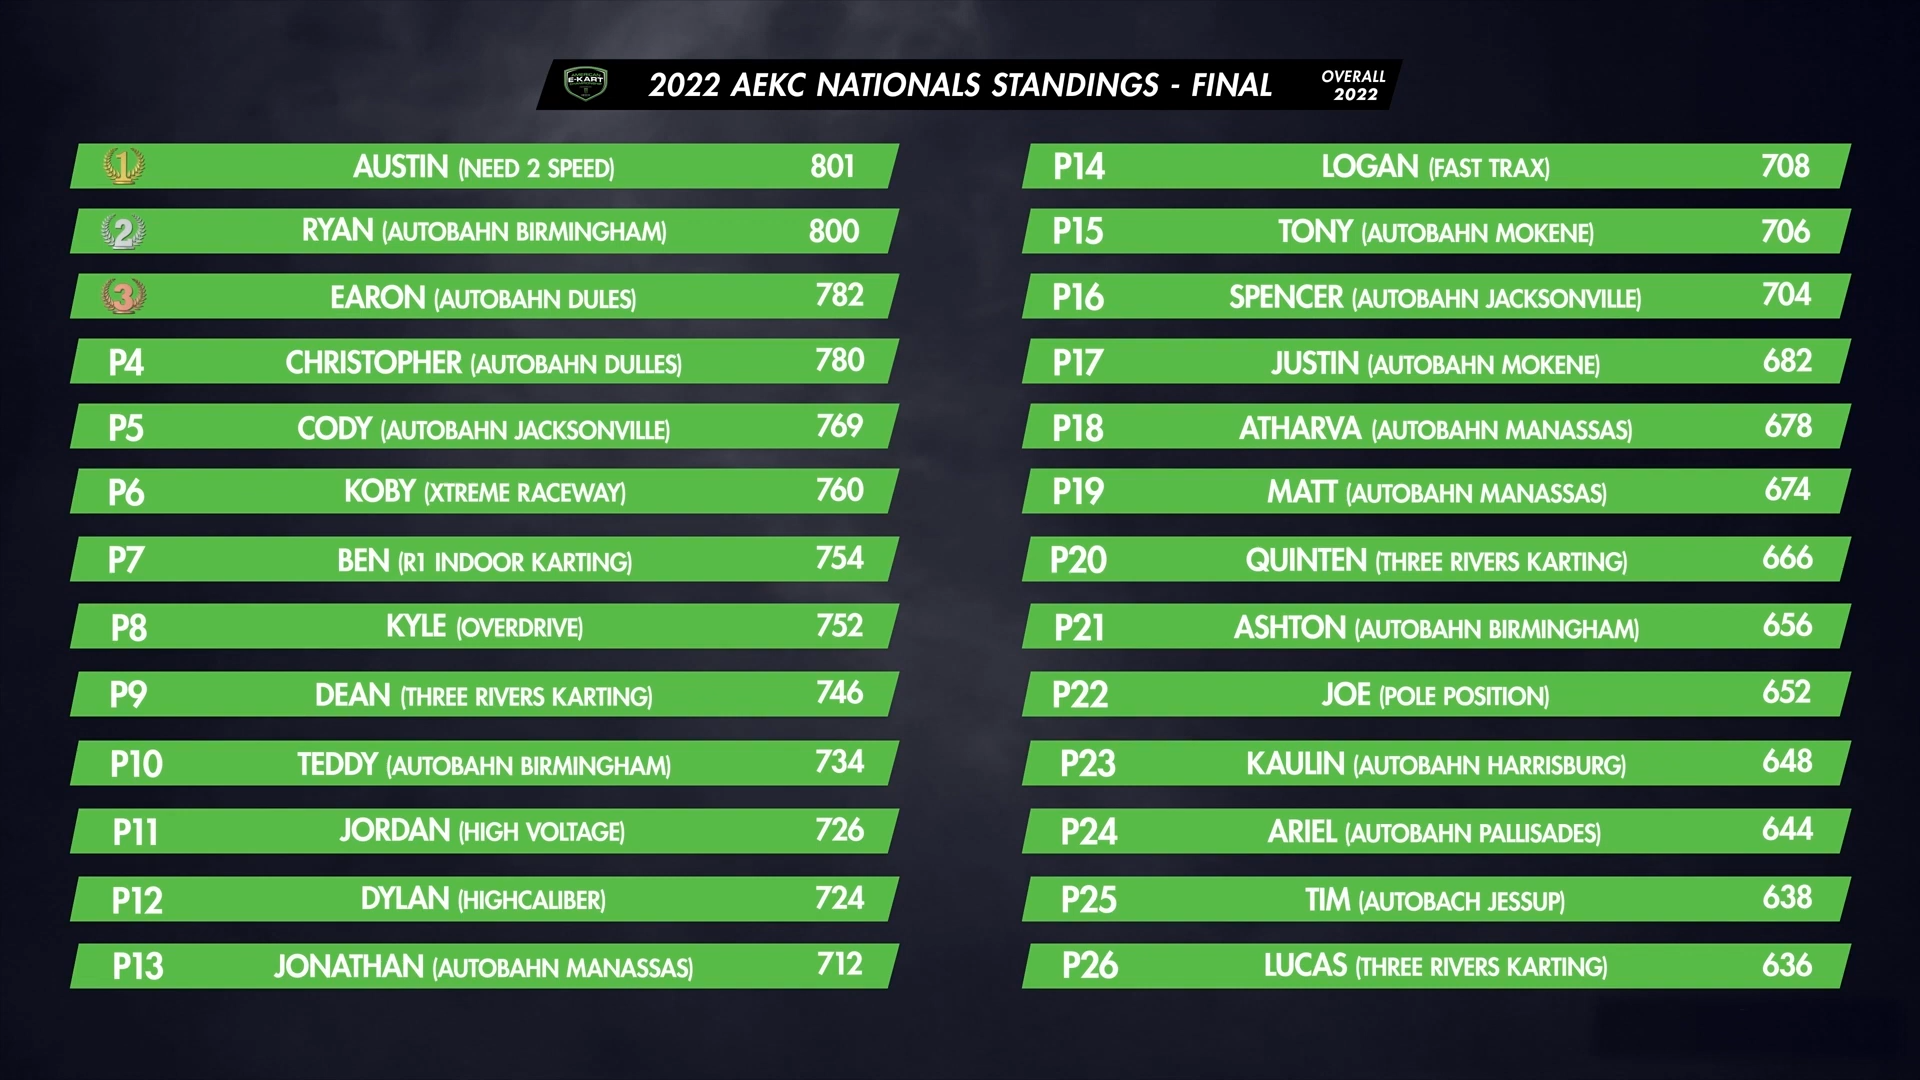 AMERICAN
E-KART
2022 AEKC NATIONALS STANDINGS - FINAL
OVERALL
2022
1 AUSTIN (NEED 2 SPEED) 801
2 RYAN (AUTOBAHN BIRMINGHAM) 800
3 EARON (AUTOBAHN DULES) 782
P4 CHRISTOPHER (AUTOBAHN DULLES) 780
P5 CODY (AUTOBAHN JACKSONVILLE) 769
P6 KOBY (XTREME RACEWAY) 760
P7 BEN (R1 INDOOR KARTING) 754
P8 KYLE (OVERDRIVE) 752
P9 DEAN (THREE RIVERS KARTING) 746
P10 TEDDY (AUTOBAHN BIRMINGHAM) 734
P11 JORDAN (HIGH VOLTAGE) 726
P12 DYLAN (HIGHCALIBER) 724
P13 JONATHAN (AUTOBAHN MANASSAS) 712
P14 LOGAN (FAST TRAX) 708
P15 TONY (AUTOBAHN MOKENE) 706
P16 SPENCER (AUTOBAHN JACKSONVILLE) 704
P17 JUSTIN (AUTOBAHN MOKENE) 682
P18 ATHARVA (AUTOBAHN MANASSAS) 678
P19 MATT (AUTOBAHN MANASSAS) 674
P20 QUINTEN (THREE RIVERS KARTING) 666
P21 ASHTON (AUTOBAHN BIRMINGHAM) 656
P22 JOE (POLE POSITION) 652
P23 KAULIN (AUTOBAHN HARRISBURG) 648
P24 ARIEL (AUTOBAHN PALLISADES) 644
P25 TIM (AUTOBACH JESSUP) 638
P26 LUCAS (THREE RIVERS KARTING) 636